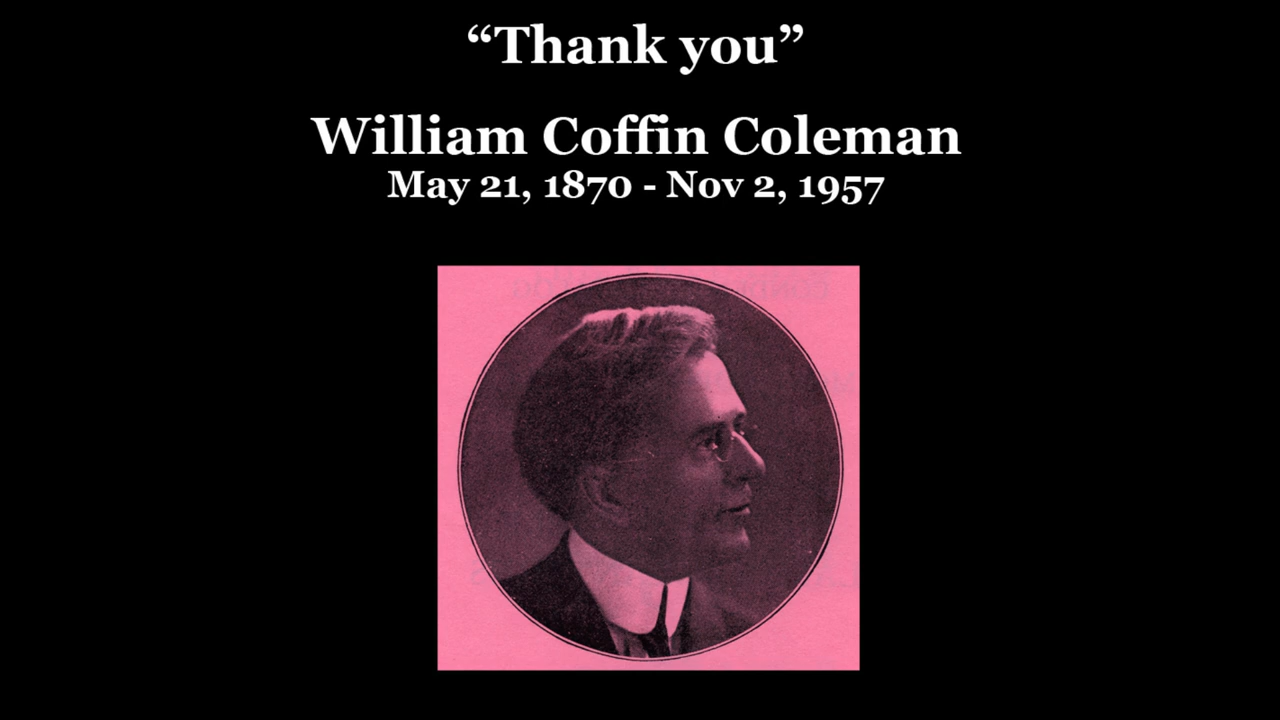 “Thank you”
William Coffin Coleman
May 21, 1870 - Nov 2, 1957